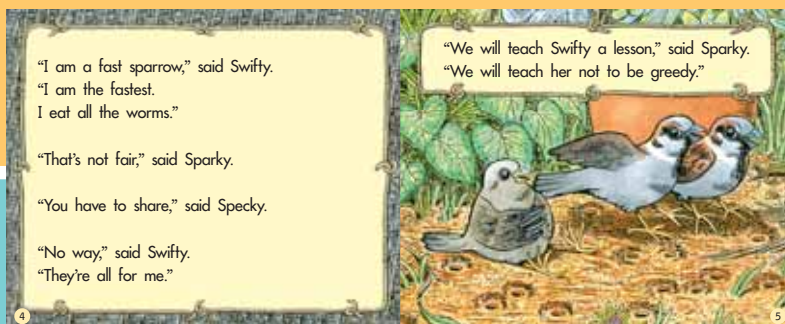 “I am a fast sparrow,” said Swifty.
“I am the fastest.
I eat all the worms.”
“That’s not fair,” said Sparky.
“You have to share,” said Specky.
“No way,” said Swifty.
“They’re all for me.”
4
“We will teach Swifty a lesson,” said Sparky.
“We will teach her not to be greedy.”
5